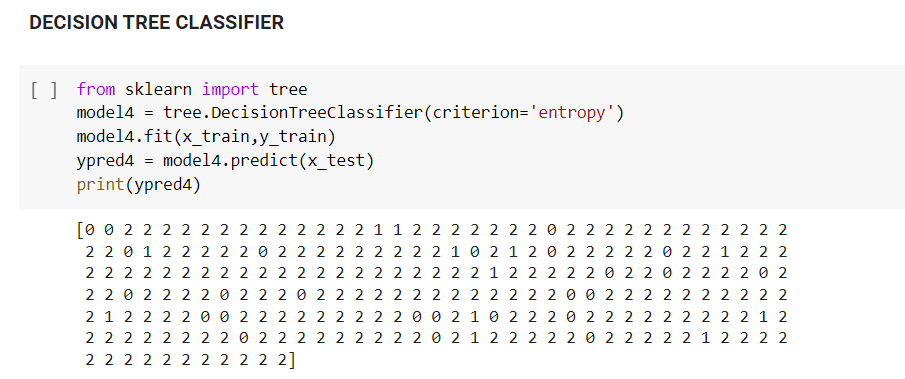 DECISION TREE CLASSIFIER
[ ] from sklearn import tree
model4 = tree.DecisionTreeClassifier(criterion='entropy')
model4.fit(x_train,y_train)
ypred4 = model4.predict(x_test)
print(ypred4)
[0 0 2 2 2 2 2 2 2 2 2 2 2 2 2 1 1 2 2 2 2 2 2 2 0 2 2 2 2 2 2 2 2 2 2 2 2
2 2 0 1 2 2 2 2 2 0 2 2 2 2 2 2 2 2 2 1 0 2 1 2 0 2 2 2 2 2 0 2 2 1 2 2 2
2 2 2 2 2 2 2 2 2 2 2 2 2 2 2 2 2 2 2 2 2 1 2 2 2 2 2 0 2 2 0 2 2 2 2 0 2
2 2 0 2 2 2 2 0 2 2 2 0 2 2 2 2 2 2 2 2 2 2 2 2 2 0 0 2 2 2 2 2 2 2 2 2 2
2 1 2 2 2 2 0 0 2 2 2 2 2 2 2 2 2 0 0 2 1 0 2 2 2 0 2 2 2 2 2 2 2 2 2 1 2
2 2 2 2 2 2 2 2 0 2 2 2 2 2 2 2 2 2 0 2 1 2 2 2 2 2 0 2 2 2 2 2 1 2 2 2 2
2 2 2 2 2 2 2 2 2 2 2]